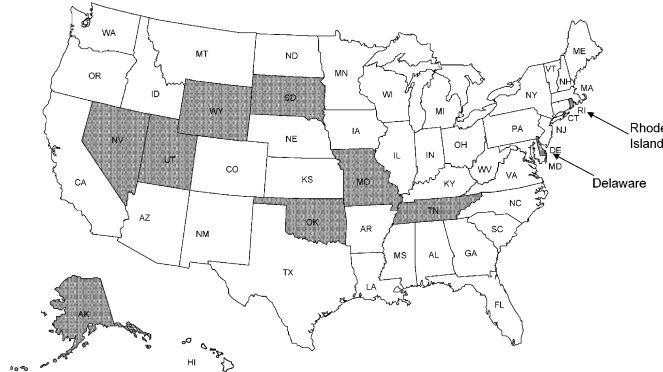 WA
MT
ND
MN
ME
VT
NH
MA
OR
ID
WY
SD
WI
MI
NY
RI
CT
Rhode
Island
NV
UT
NE
IA
IL
IN
OH
PA
NJ
DE
MD
Delaware
CA
CO
KS
MO
KY
WV
VA
AZ
NM
OK
AR
TN
NC
SC
TX
LA
MS
AL
GA
FL
AK
HI